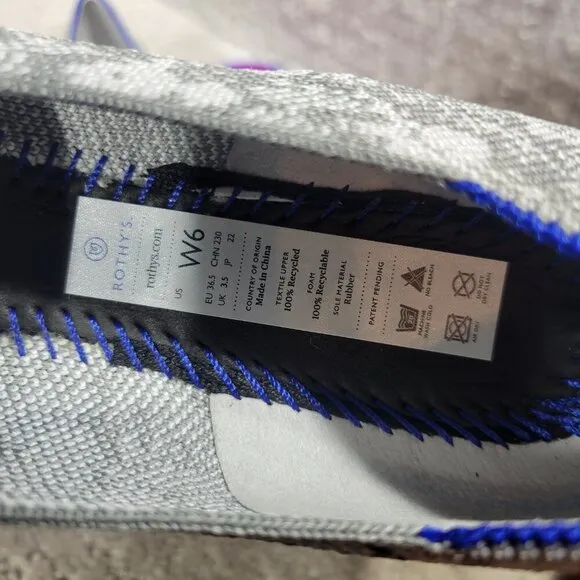 ROTHY'S
rothys.com
US W6
EU 36.5 CHN 230
UK 3.5 JP 22
COUNTRY OF ORIGIN
Made in China
TEXTILE UPPER
100% Recycled
FOAM
100% Recyclable
SOLE MATERIAL
Rubber
PATENT PENDING
MACHINE
WASH COLD
NO BLEACH
AIR DRY
DO NOT
DRY CLEAN